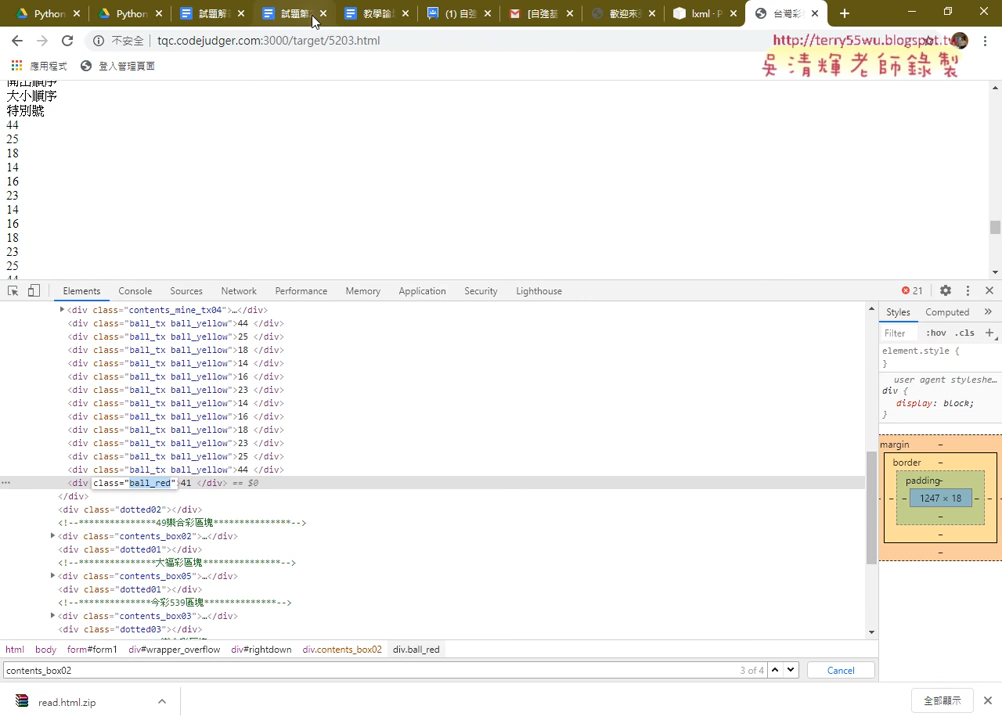 Python
Python
試題解
試題第
教學論
(1) 自強
[自強基
歡迎來
lxml · P
台灣彩
不安全 | tqc.codejudger.com:3000/target/5203.html
http://terry55wu.blogspot.tw
吳清輝老師錄製
應用程式 登入管理頁面
開出順序
大小順序
特別號
44
25
18
14
16
23
14
16
18
23
25
44
Elements Console Sources Network Performance Memory Application Security Lighthouse 21
<div class="contents_mine_tx04">…</div>
<div class="ball_tx ball_yellow">44 </div>
<div class="ball_tx ball_yellow">25 </div>
<div class="ball_tx ball_yellow">18 </div>
<div class="ball_tx ball_yellow">14 </div>
<div class="ball_tx ball_yellow">16 </div>
<div class="ball_tx ball_yellow">23 </div>
<div class="ball_tx ball_yellow">14 </div>
<div class="ball_tx ball_yellow">16 </div>
<div class="ball_tx ball_yellow">18 </div>
<div class="ball_tx ball_yellow">23 </div>
<div class="ball_tx ball_yellow">25 </div>
<div class="ball_tx ball_yellow">44 </div>
<div class="ball_red">41 </div> == $0
</div>
<div class="dotted02"></div>
<!--***************49樂合彩區塊***************-->
<div class="contents_box02">…</div>
<div class="dotted01"></div>
<!--***************大福彩區塊***************-->
<div class="contents_box05">…</div>
<div class="dotted01"></div>
<!--**************今彩539區塊**************-->
<div class="contents_box03">…</div>
<div class="dotted03"></div>
Styles Computed »
Filter :hov .cls +
element.style {
}
user agent styleshe…
div {
display: block;
}
margin -
border -
padding-
1247 × 18
html body form#form1 div#wrapper_overflow div#rightdown div.contents_box02 div.ball_red
contents_box02 3 of 4 Cancel
read.html.zip 全部顯示